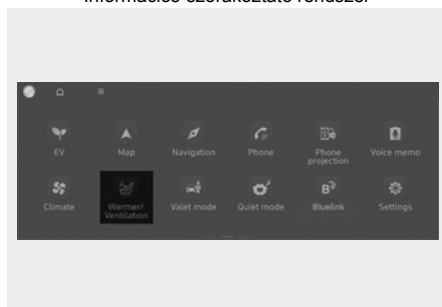 Információs-szórakoztató rendszer
EV
Map
Navigation
Phone
Phone
projection
Voice memo
Climate
Warmer/
Ventilation
Valet mode
Quiet mode
Bluelink
Settings